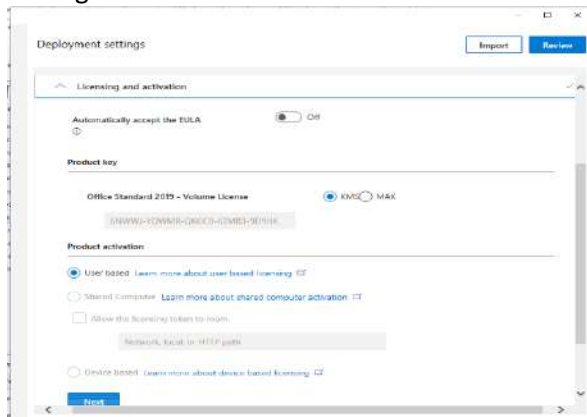 Deployment settings
Import
Review
Licensing and activation
Automatically accept the EULA
Off
Product key
Office Standard 2019 - Volume License
KMS
MAK
Product activation
User based Learn more about user based licensing
Shared Computer Learn more about shared computer activation
Allow the licensing token to roam
Network, local, or HTTP path
Device based Learn more about device based licensing
Next